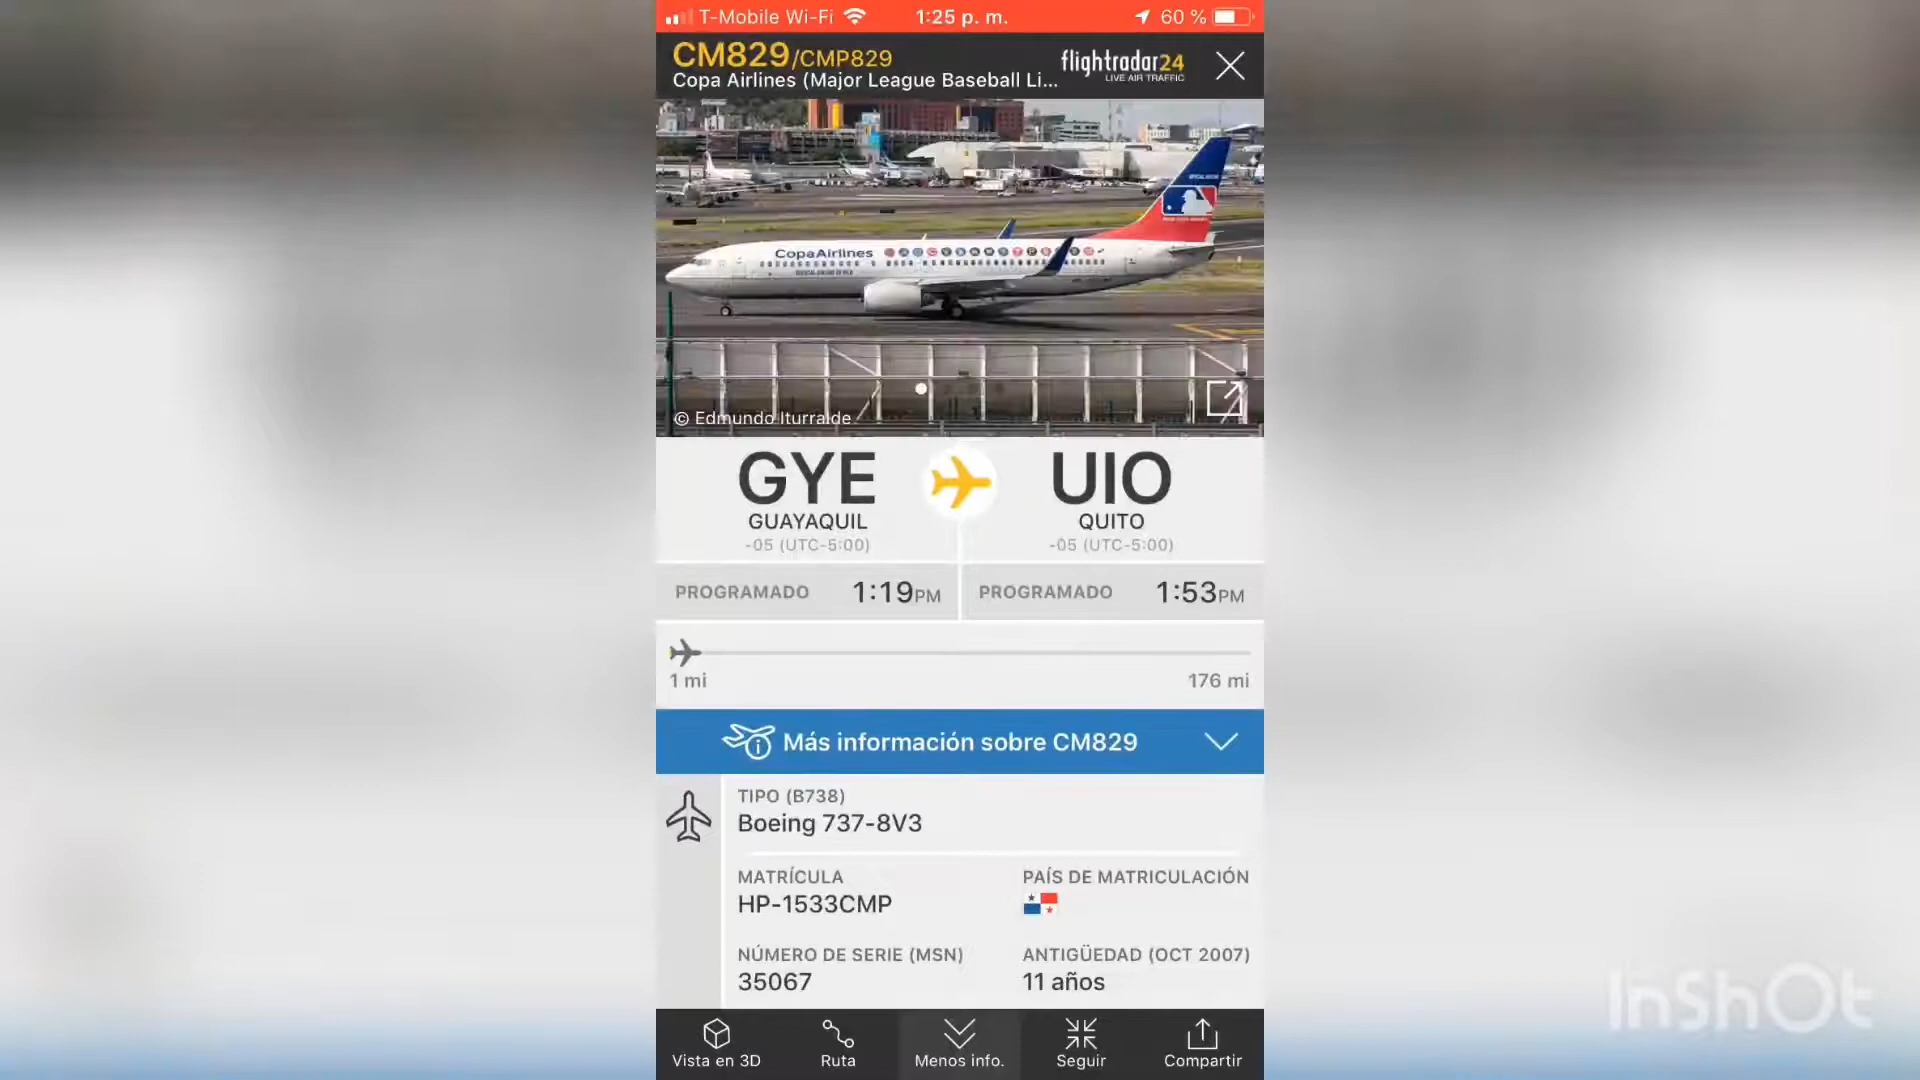 T-Mobile Wi-Fi 1:25 p. m. 60 %
CM829/CMP829
flightradar24
LIVE AIR TRAFFIC
Copa Airlines (Major League Baseball Li...
CopaAirlines
© Edmundo Iturralde
GYE UIO
GUAYAQUIL QUITO
-05 (UTC-5:00) -05 (UTC-5:00)
PROGRAMADO 1:19PM PROGRAMADO 1:53PM
1 mi 176 mi
Más información sobre CM829
TIPO (B738)
Boeing 737-8V3
MATRÍCULA PAÍS DE MATRICULACIÓN
HP-1533CMP
NÚMERO DE SERIE (MSN) ANTIGÜEDAD (OCT 2007)
35067 11 años
Vista en 3D Ruta Menos info. Seguir Compartir
InShOt